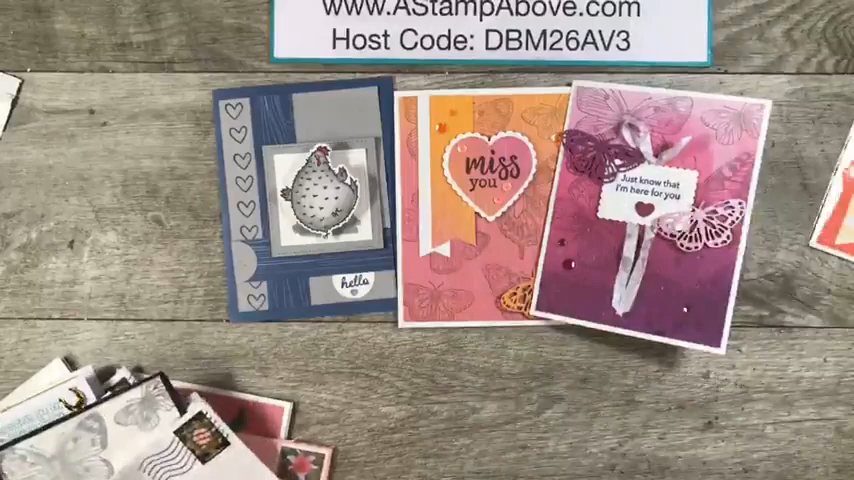 www.AStampAbove.com
Host Code: DBM26AV3
hello
miss
you
Just know that
I'm here for you